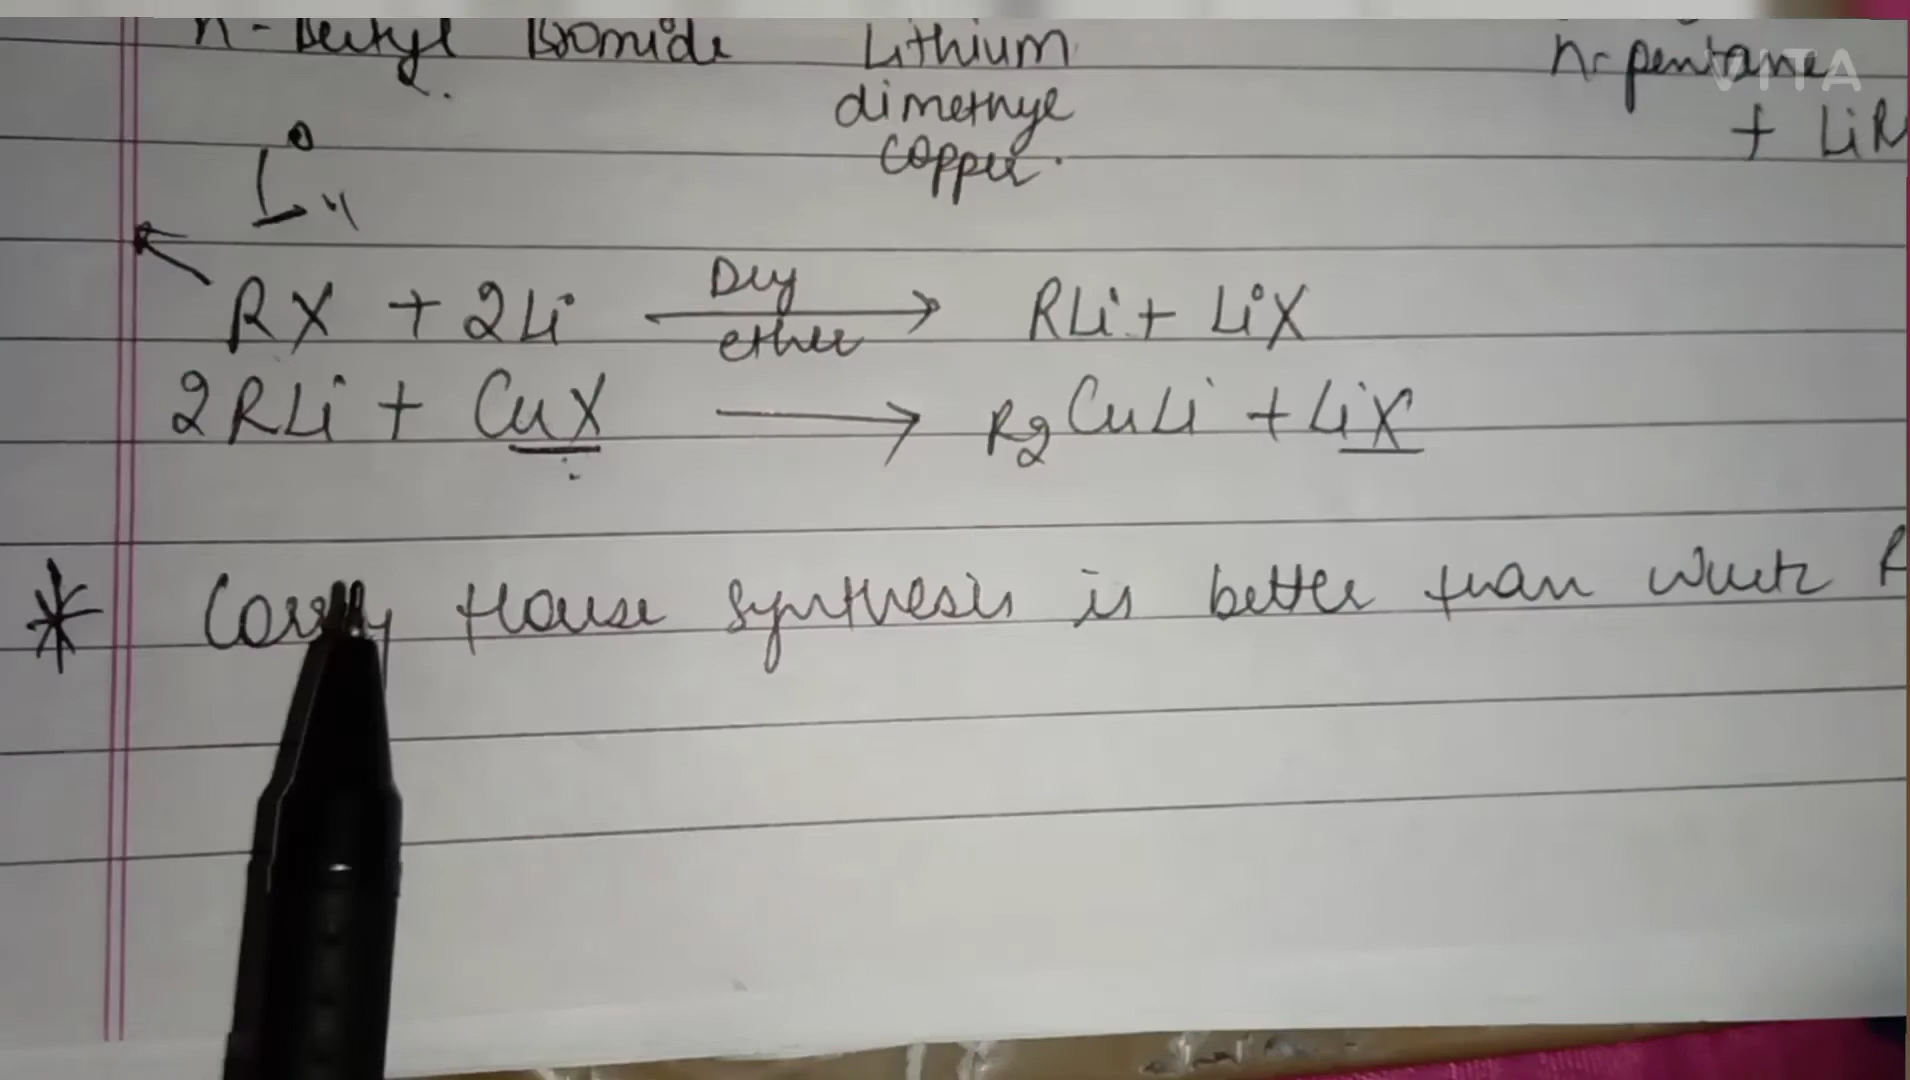 n-Butyl Bromide Lithium n-pentane
dimethyl + LiR
copper.
RX + 2Li Dry ether → RLi + LiX
2RLi + CuX → R2CuLi + LiX
* Corey House synthesis is better than wurtz R
VITA